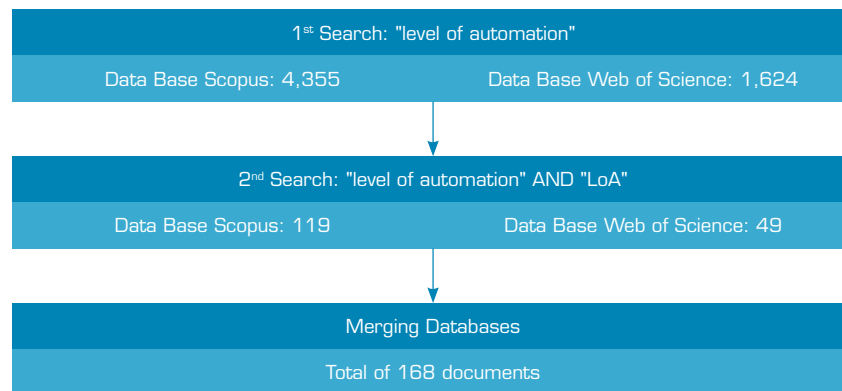 1st Search: "level of automation"
Data Base Scopus: 4,355 Data Base Web of Science: 1,624
2nd Search: "level of automation" AND "LoA"
Data Base Scopus: 119 Data Base Web of Science: 49
Merging Databases
Total of 168 documents